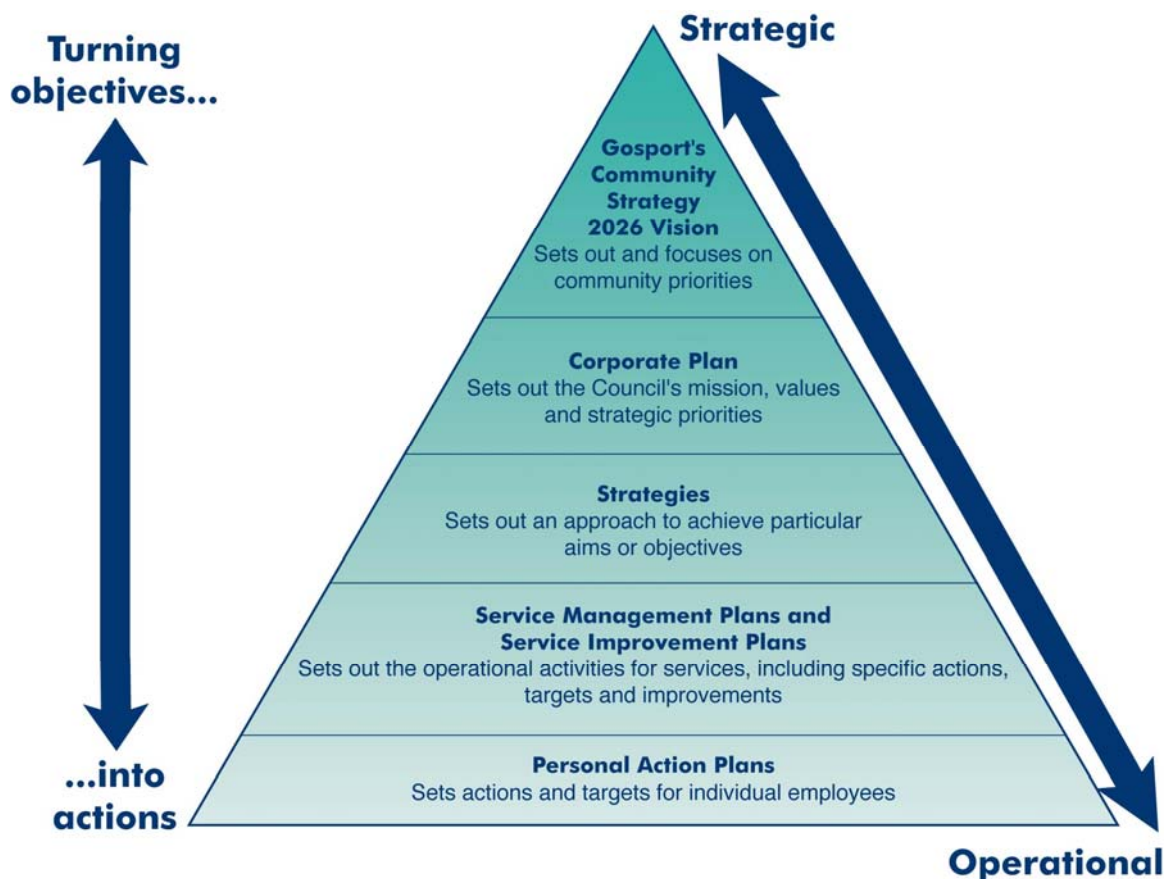 Turning
objectives...
...into
actions
Strategic
Gosport's
Community
Strategy
2026 Vision
Sets out and focuses on
community priorities
Corporate Plan
Sets out the Council's mission, values
and strategic priorities
Strategies
Sets out an approach to achieve particular
aims or objectives
Service Management Plans and
Service Improvement Plans
Sets out the operational activities for services, including specific actions,
targets and improvements
Personal Action Plans
Sets actions and targets for individual employees
Operational